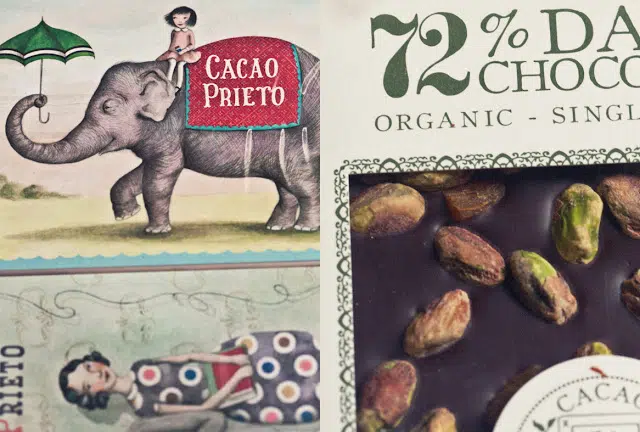 CACAO
PRIETO
PRIETO
72% DA
CHOCO
ORGANIC - SINGL
CACAO